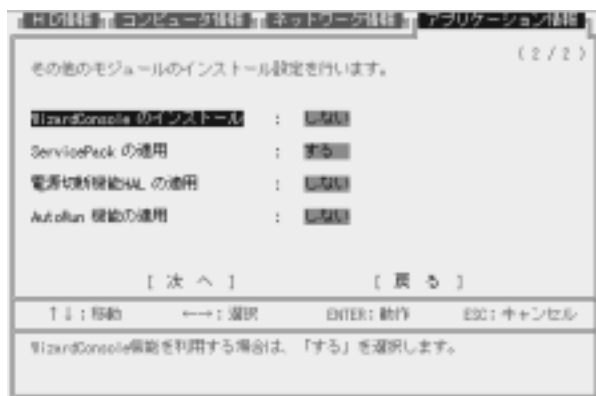 HD情報 コンピュータ情報 ネットワーク情報 アプリケーション情報
(2/2)
その他のモジュールのインストール設定を行います。
WizardConsole のインストール : しない
ServicePack の適用 : する
電源切断機能HAL の適用 : しない
AutoRun 機能の適用 : しない
[ 次 へ ] [ 戻 る ]
↑↓:移動 ←→:選択 ENTER:動作 ESC:キャンセル
WizardConsole機能を利用する場合は、「する」を選択します。